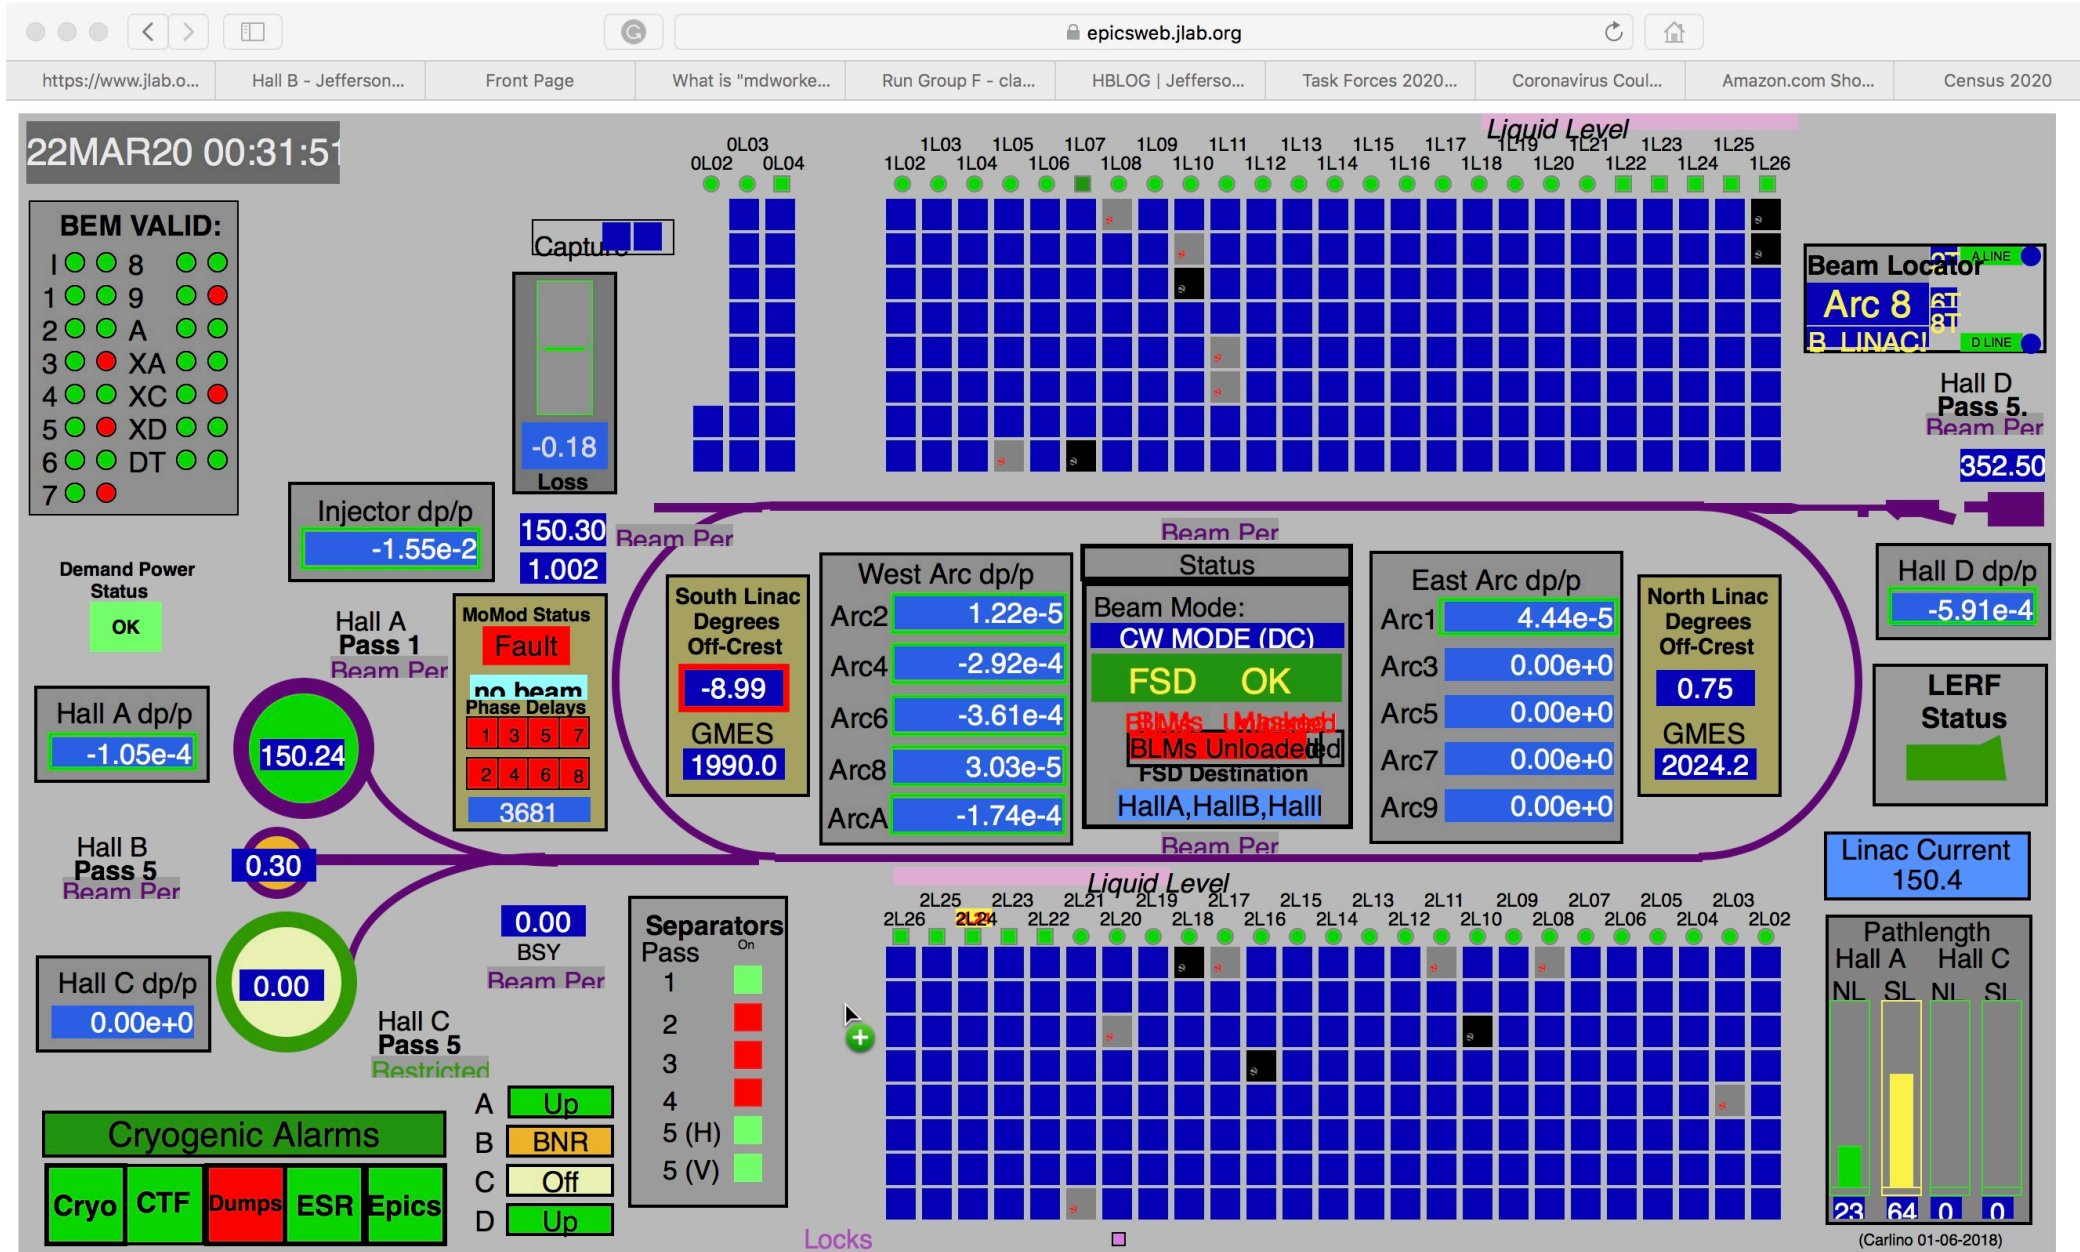 epicsweb.jlab.org
https://www.jlab.o...
Hall B - Jefferson...
Front Page
What is "mdworke...
Run Group F - cla...
HBLOG | Jefferso...
Task Forces 2020...
Coronavirus Coul...
Amazon.com Sho...
Census 2020
22MAR20 00:31:51
0L03
0L02 0L04
Liquid Level
1L03 1L05 1L07 1L09 1L11 1L13 1L15 1L17 1L19 1L21 1L23 1L25
1L02 1L04 1L06 1L08 1L10 1L12 1L14 1L16 1L18 1L20 1L22 1L24 1L26
BEM VALID:
I 8
1 9
2 A
3 XA
4 XC
5 XD
6 DT
7
Capture
-0.18
Loss
Beam Locator
A LINE
Arc 8
6T
8T
B LINAC!
D LINE
Hall D
Pass 5.
Beam Per
352.50
Injector dp/p
-1.55e-2
150.30
1.002
Beam Per
Beam Per
Demand Power
Status
OK
Hall A
Pass 1
Beam Per
MoMod Status
Fault
no beam
Phase Delays
1 3 5 7
2 4 6 8
3681
South Linac
Degrees
Off-Crest
-8.99
GMES
1990.0
West Arc dp/p
Arc2 1.22e-5
Arc4 -2.92e-4
Arc6 -3.61e-4
Arc8 3.03e-5
ArcA -1.74e-4
Status
Beam Mode:
CW MODE (DC)
FSD OK
BLMs Unloaded
FSD Destination
HallA,HallB,Hall
East Arc dp/p
Arc1 4.44e-5
Arc3 0.00e+0
Arc5 0.00e+0
Arc7 0.00e+0
Arc9 0.00e+0
North Linac
Degrees
Off-Crest
0.75
GMES
2024.2
Hall D dp/p
-5.91e-4
LERF
Status
Hall A dp/p
-1.05e-4
150.24
Hall B
Pass 5
Beam Per
0.30
Beam Per
Linac Current
150.4
Liquid Level
2L25 2L23 2L21 2L19 2L17 2L15 2L13 2L11 2L09 2L07 2L05 2L03
2L26 2L24 2L22 2L20 2L18 2L16 2L14 2L12 2L10 2L08 2L06 2L04 2L02
0.00
BSY
Beam Per
Separators
Pass On
1
2
3
4
5 (H)
5 (V)
Hall C dp/p
0.00e+0
0.00
Hall C
Pass 5
Restricted
Pathlength
Hall A Hall C
NL SL NL SL
23 64 0 0
A Up
B BNR
C Off
D Up
Cryogenic Alarms
Cryo CTF Dumps ESR Epics
Locks
(Carlino 01-06-2018)